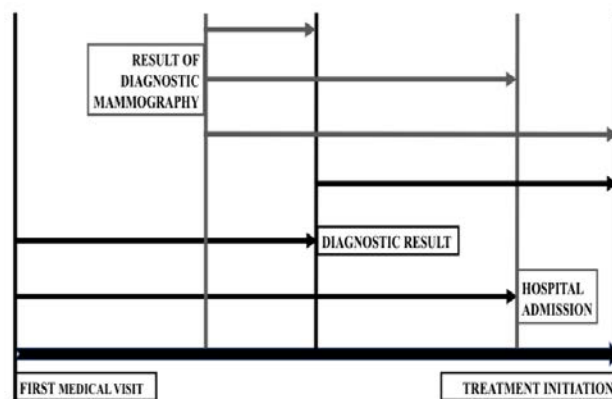 RESULT OF
DIAGNOSTIC
MAMMOGRAPHY
DIAGNOSTIC RESULT
HOSPITAL
ADMISSION
FIRST MEDICAL VISIT
TREATMENT INITIATION